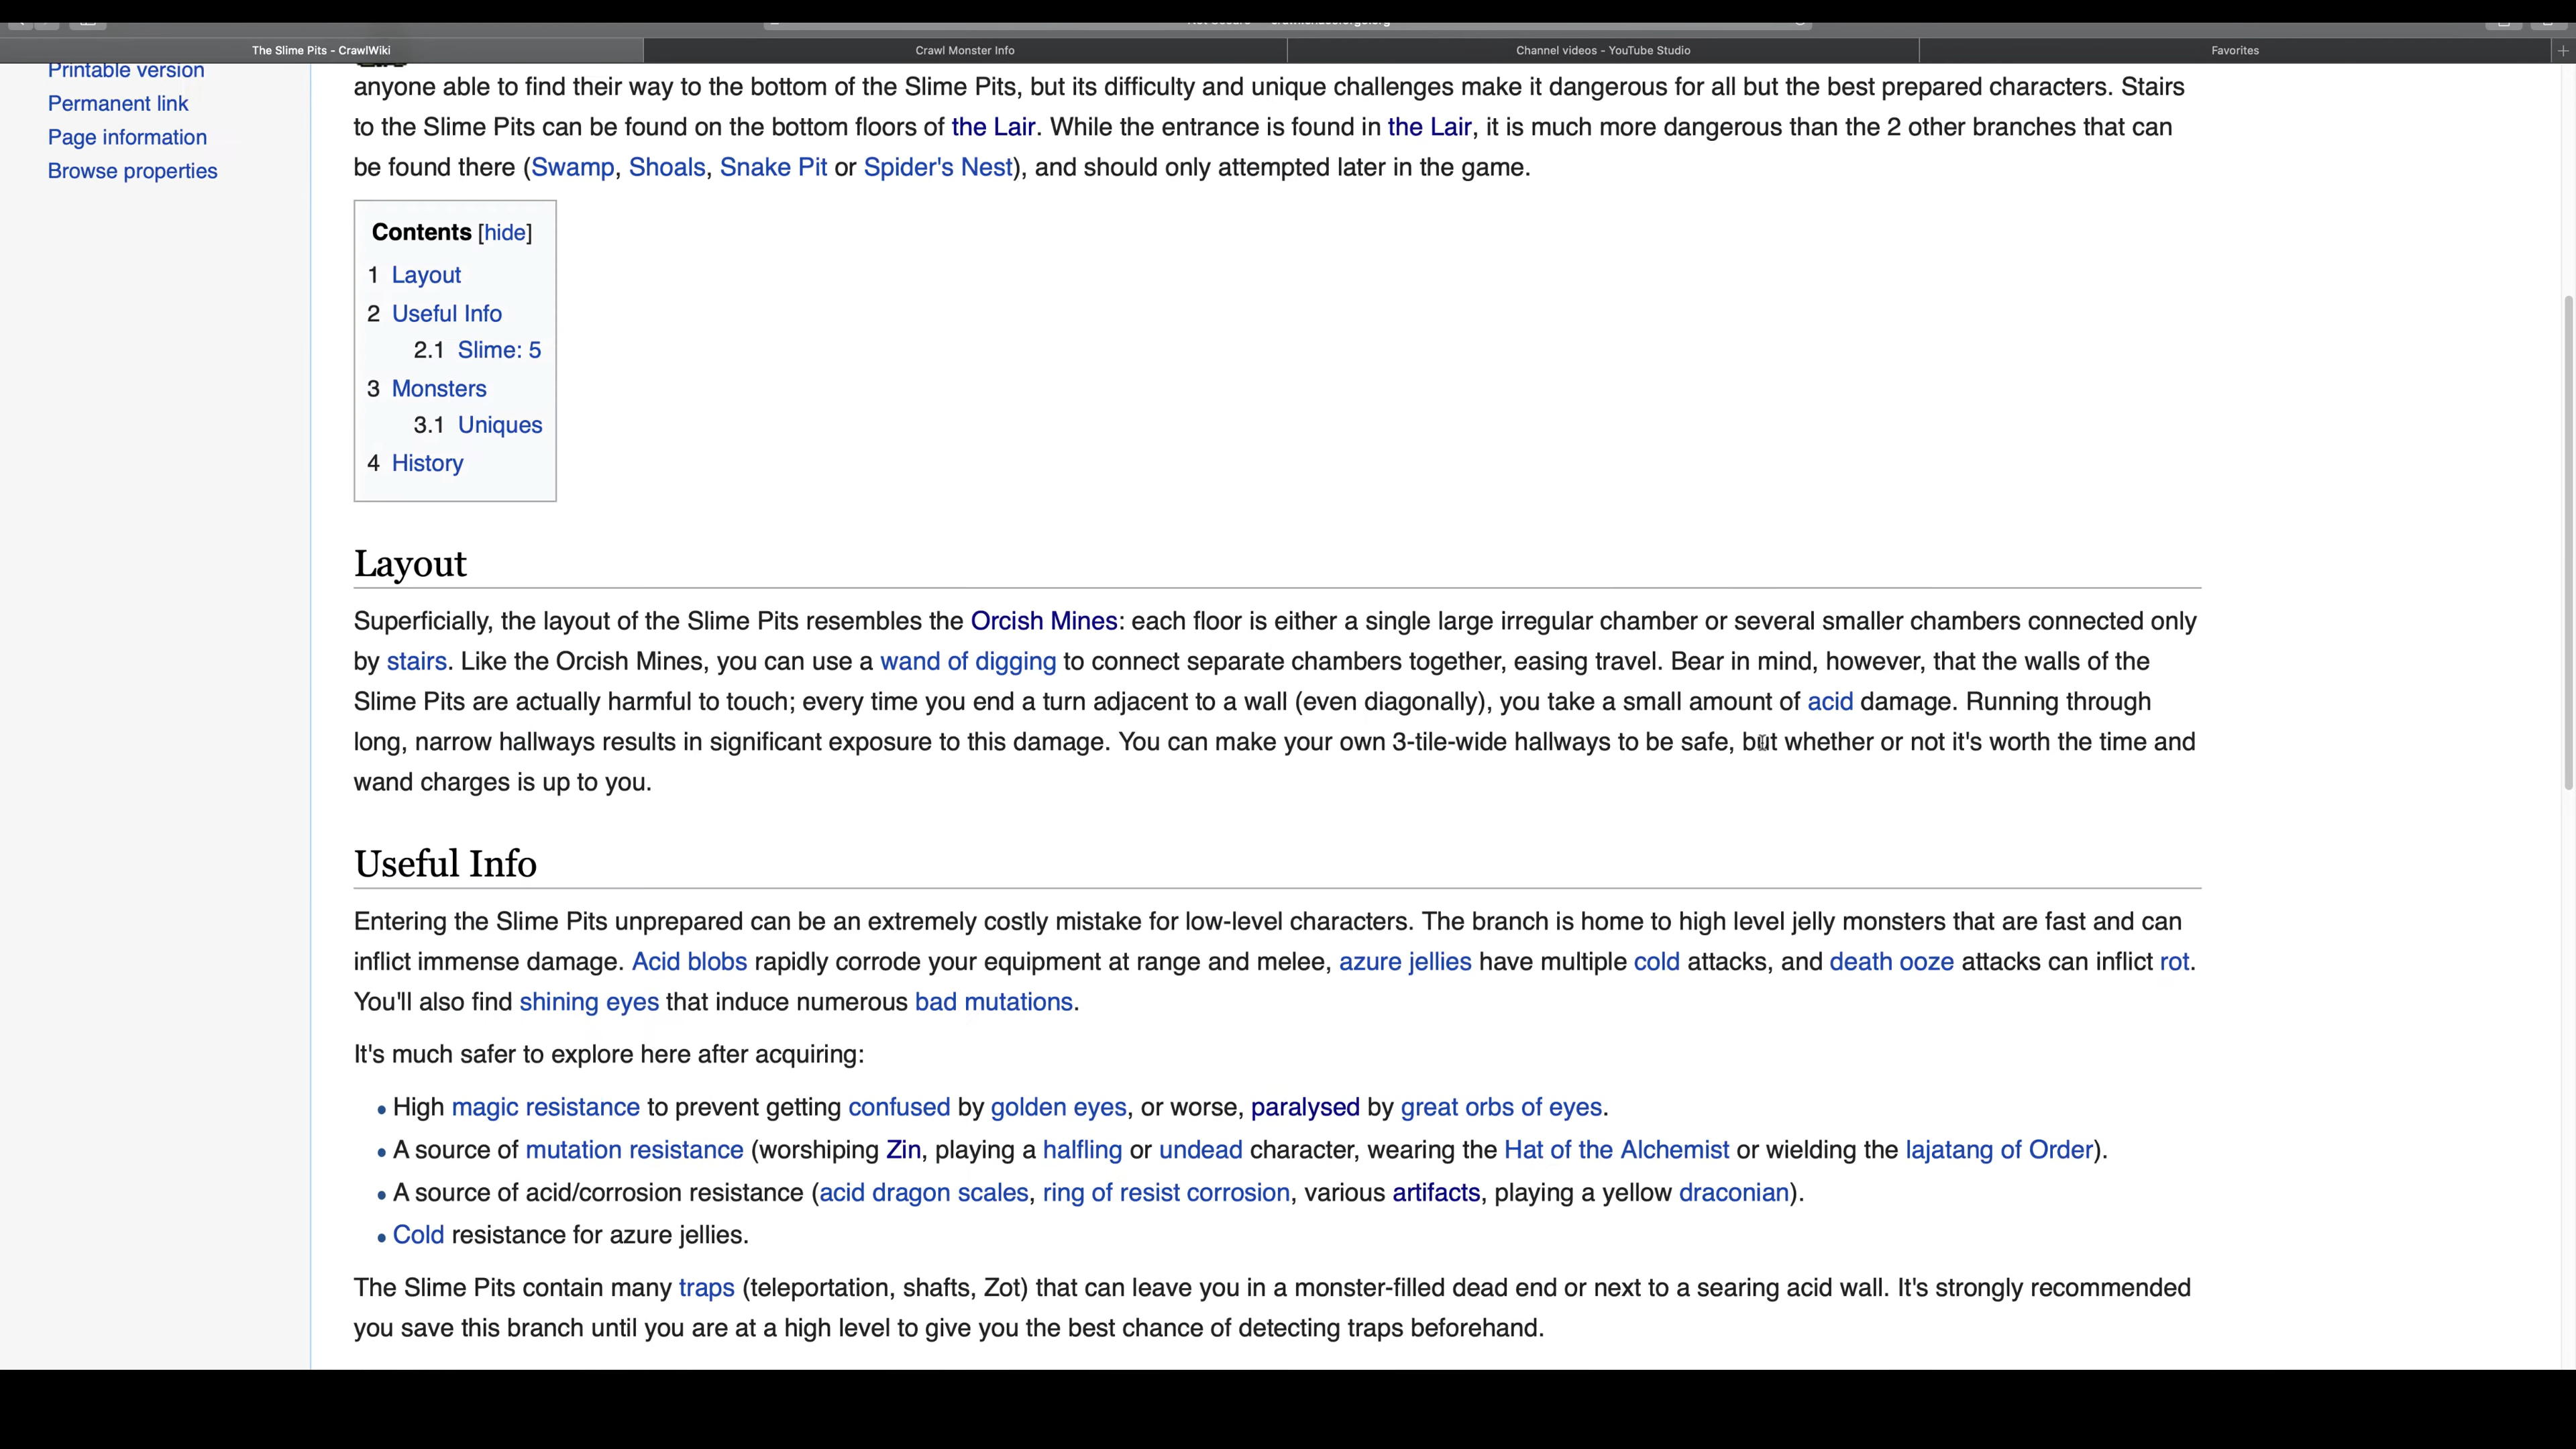 The Slime Pits - CrawlWiki
Crawl Monster Info
Channel videos - YouTube Studio
Favorites
Printable version
Permanent link
Page information
Browse properties
anyone able to find their way to the bottom of the Slime Pits, but its difficulty and unique challenges make it dangerous for all but the best prepared characters. Stairs
to the Slime Pits can be found on the bottom floors of the Lair. While the entrance is found in the Lair, it is much more dangerous than the 2 other branches that can
be found there (Swamp, Shoals, Snake Pit or Spider's Nest), and should only attempted later in the game.
Contents [hide]
1 Layout
2 Useful Info
2.1 Slime: 5
3 Monsters
3.1 Uniques
4 History
Layout
Superficially, the layout of the Slime Pits resembles the Orcish Mines: each floor is either a single large irregular chamber or several smaller chambers connected only
by stairs. Like the Orcish Mines, you can use a wand of digging to connect separate chambers together, easing travel. Bear in mind, however, that the walls of the
Slime Pits are actually harmful to touch; every time you end a turn adjacent to a wall (even diagonally), you take a small amount of acid damage. Running through
long, narrow hallways results in significant exposure to this damage. You can make your own 3-tile-wide hallways to be safe, but whether or not it's worth the time and
wand charges is up to you.
Useful Info
Entering the Slime Pits unprepared can be an extremely costly mistake for low-level characters. The branch is home to high level jelly monsters that are fast and can
inflict immense damage. Acid blobs rapidly corrode your equipment at range and melee, azure jellies have multiple cold attacks, and death ooze attacks can inflict rot.
You'll also find shining eyes that induce numerous bad mutations.
It's much safer to explore here after acquiring:
• High magic resistance to prevent getting confused by golden eyes, or worse, paralysed by great orbs of eyes.
• A source of mutation resistance (worshiping Zin, playing a halfling or undead character, wearing the Hat of the Alchemist or wielding the lajatang of Order).
• A source of acid/corrosion resistance (acid dragon scales, ring of resist corrosion, various artifacts, playing a yellow draconian).
• Cold resistance for azure jellies.
The Slime Pits contain many traps (teleportation, shafts, Zot) that can leave you in a monster-filled dead end or next to a searing acid wall. It's strongly recommended
you save this branch until you are at a high level to give you the best chance of detecting traps beforehand.